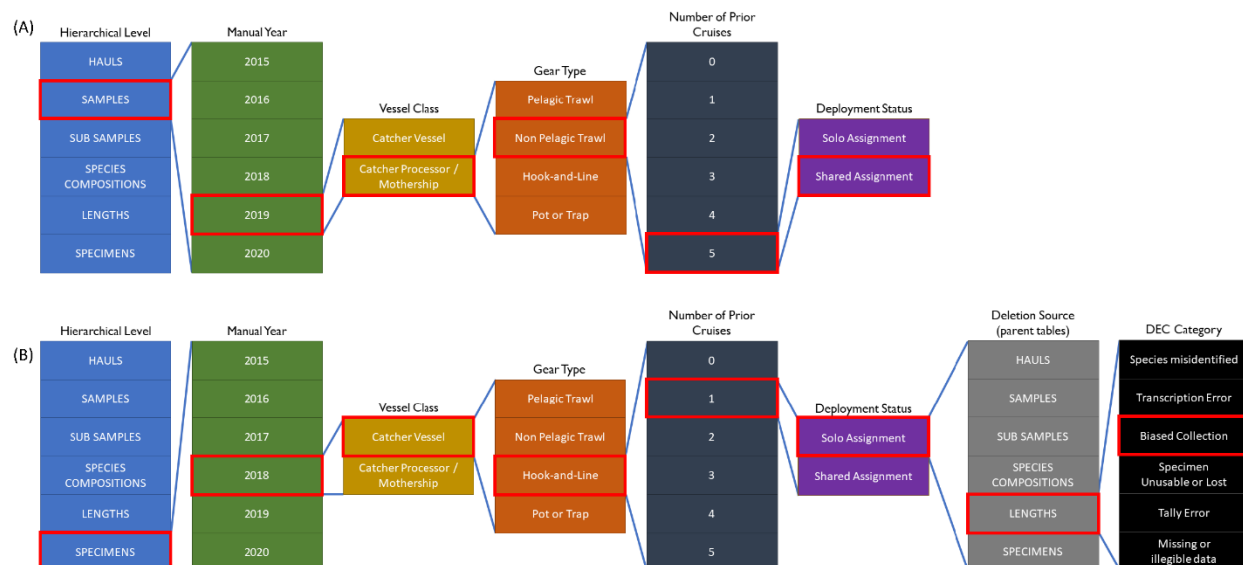 (A)
Hierarchical Level
HAULS
SAMPLES
SUB SAMPLES
SPECIES
COMPOSITIONS
LENGTHS
SPECIMENS
Manual Year
2015
2016
2017
2018
2019
2020
Vessel Class
Catcher Vessel
Catcher Processor /
Mothership
Gear Type
Pelagic Trawl
Non Pelagic Trawl
Hook-and-Line
Pot or Trap
Number of Prior
Cruises
0
1
2
3
4
5
Deployment Status
Solo Assignment
Shared Assignment
(B)
Hierarchical Level
HAULS
SAMPLES
SUB SAMPLES
SPECIES
COMPOSITIONS
LENGTHS
SPECIMENS
Manual Year
2015
2016
2017
2018
2019
2020
Vessel Class
Catcher Vessel
Catcher Processor /
Mothership
Gear Type
Pelagic Trawl
Non Pelagic Trawl
Hook-and-Line
Pot or Trap
Number of Prior
Cruises
0
1
2
3
4
5
Deployment Status
Solo Assignment
Shared Assignment
Deletion Source
(parent tables)
HAULS
SAMPLES
SUB SAMPLES
SPECIES
COMPOSITIONS
LENGTHS
SPECIMENS
DEC Category
Species misidentified
Transcription Error
Biased Collection
Specimen
Unusable or Lost
Tally Error
Missing or
illegible data